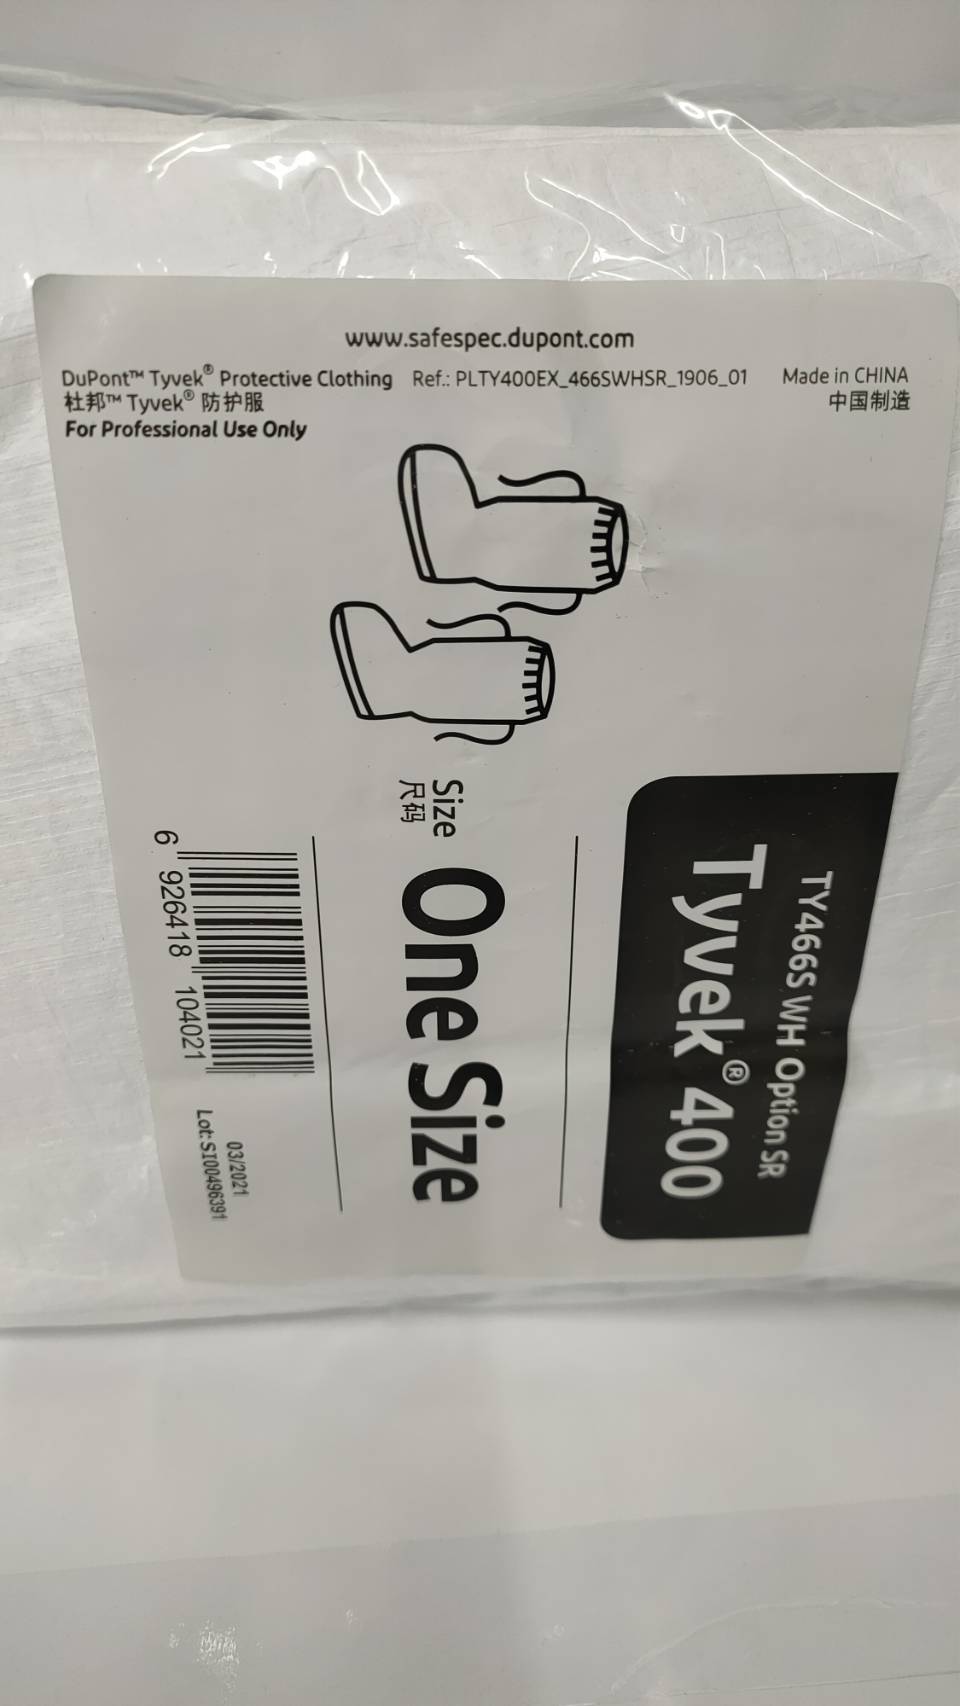 www.safespec.dupont.com
DuPont™ Tyvek® Protective Clothing Ref.: PLTY400EX_466SWHSR_1906_01 Made in CHINA
杜邦™ Tyvek® 防护服 中国制造
For Professional Use Only
TY466S WH Option SR
Tyvek® 400
Size
尺码
One Size
6 926418 104021
03/2021
Lot:SI00496391